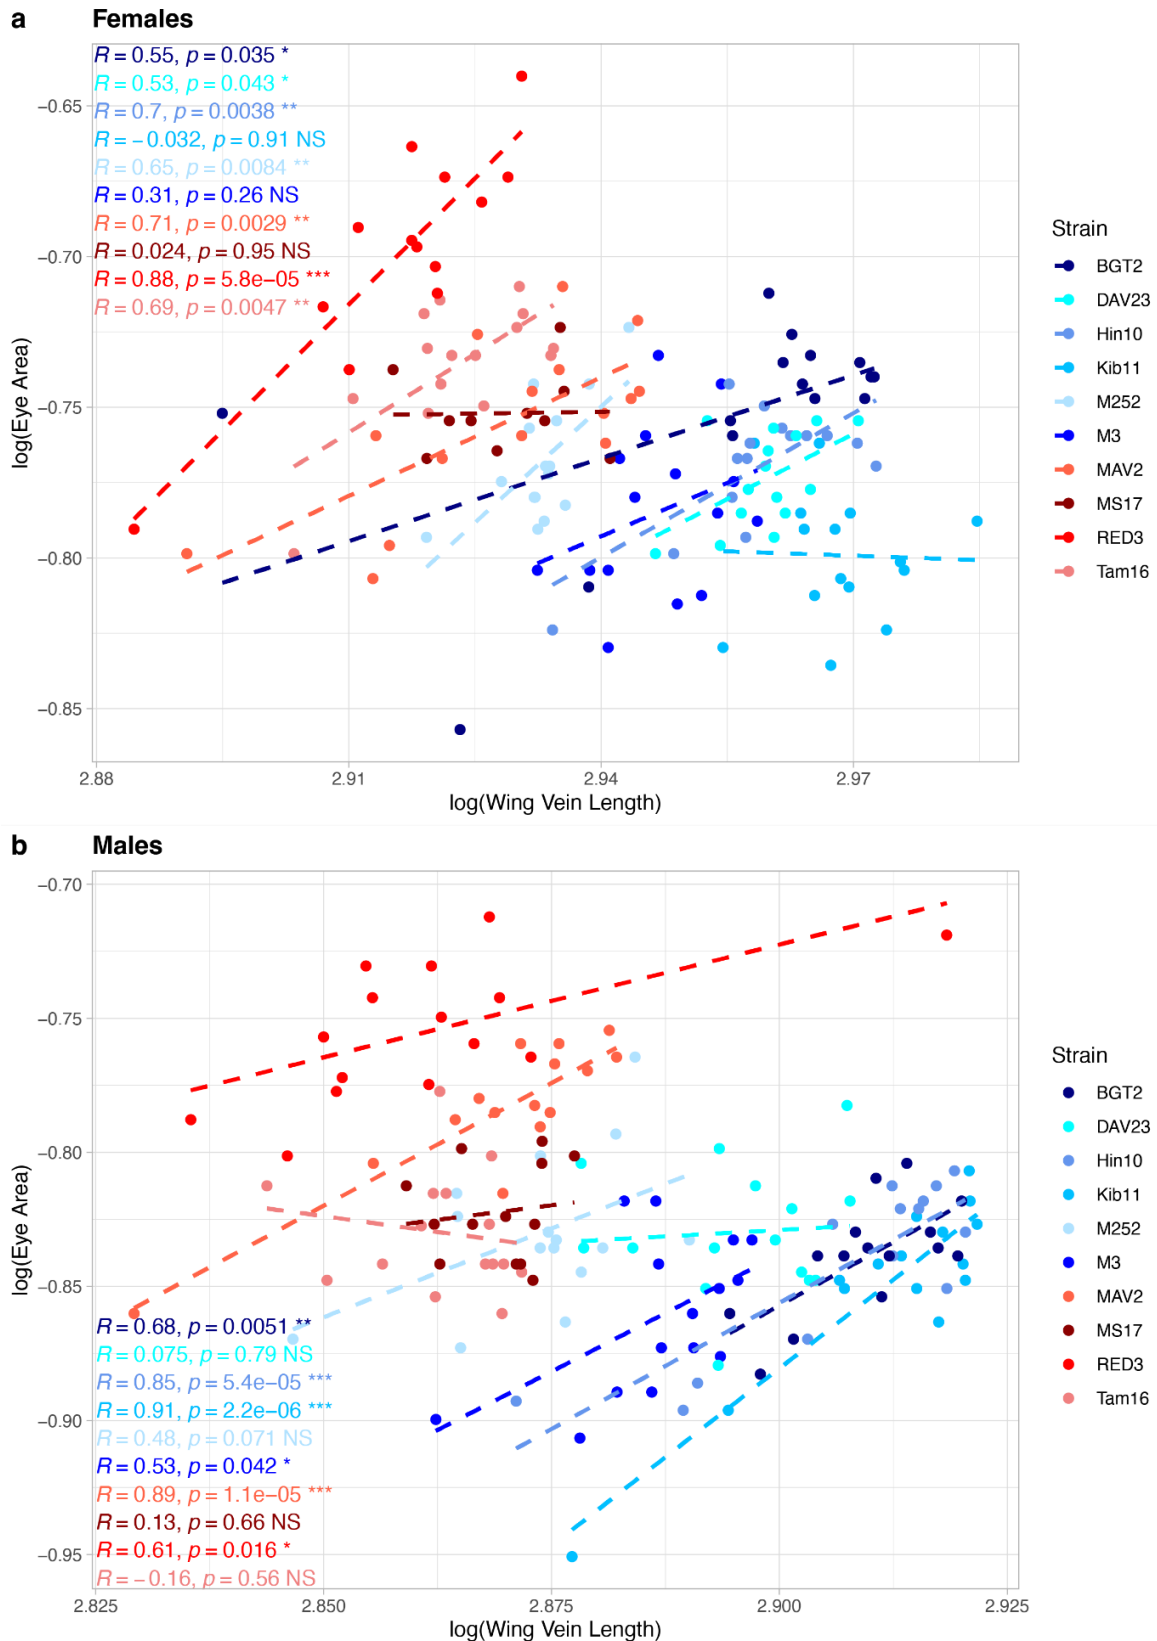 a Females
R = 0.55, p = 0.035 *
R = 0.53, p = 0.043 *
R = 0.7, p = 0.0038 **
R = −0.032, p = 0.91 NS
R = 0.65, p = 0.0084 **
R = 0.31, p = 0.26 NS
R = 0.71, p = 0.0029 **
R = 0.024, p = 0.95 NS
R = 0.88, p = 5.8e−05 ***
R = 0.69, p = 0.0047 **
−0.65
−0.70
−0.75
−0.80
−0.85
log(Eye Area)
2.88 2.91 2.94 2.97
log(Wing Vein Length)
Strain
BGT2
DAV23
Hin10
Kib11
M252
M3
MAV2
MS17
RED3
Tam16
b Males
−0.70
−0.75
−0.80
−0.85
−0.90
−0.95
log(Eye Area)
R = 0.68, p = 0.0051 **
R = 0.075, p = 0.79 NS
R = 0.85, p = 5.4e−05 ***
R = 0.91, p = 2.2e−06 ***
R = 0.48, p = 0.071 NS
R = 0.53, p = 0.042 *
R = 0.89, p = 1.1e−05 ***
R = 0.13, p = 0.66 NS
R = 0.61, p = 0.016 *
R = −0.16, p = 0.56 NS
2.825 2.850 2.875 2.900 2.925
log(Wing Vein Length)
Strain
BGT2
DAV23
Hin10
Kib11
M252
M3
MAV2
MS17
RED3
Tam16